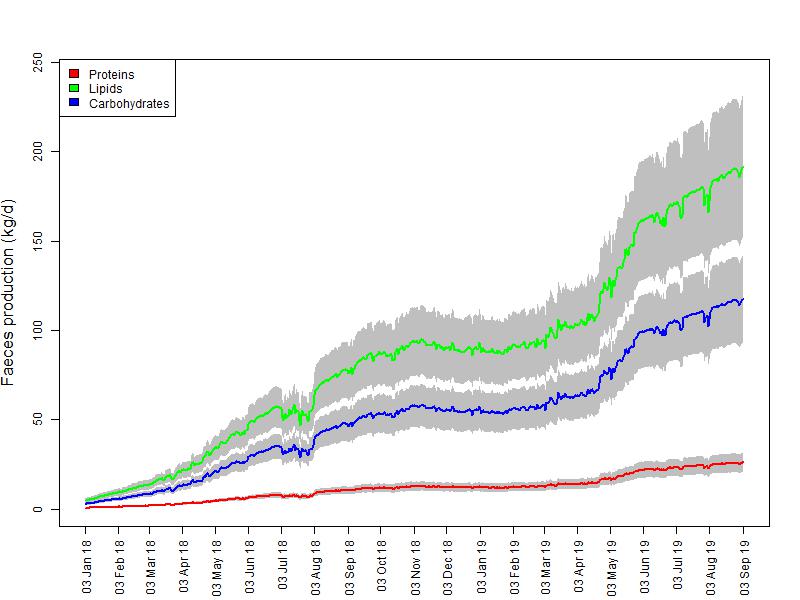 Proteins
Lipids
Carbohydrates
Faeces production (kg/d)
250
200
150
100
50
0
03 Jan 18
03 Feb 18
03 Mar 18
03 Apr 18
03 May 18
03 Jun 18
03 Jul 18
03 Aug 18
03 Sep 18
03 Oct 18
03 Nov 18
03 Dec 18
03 Jan 19
03 Feb 19
03 Mar 19
03 Apr 19
03 May 19
03 Jun 19
03 Jul 19
03 Aug 19
03 Sep 19